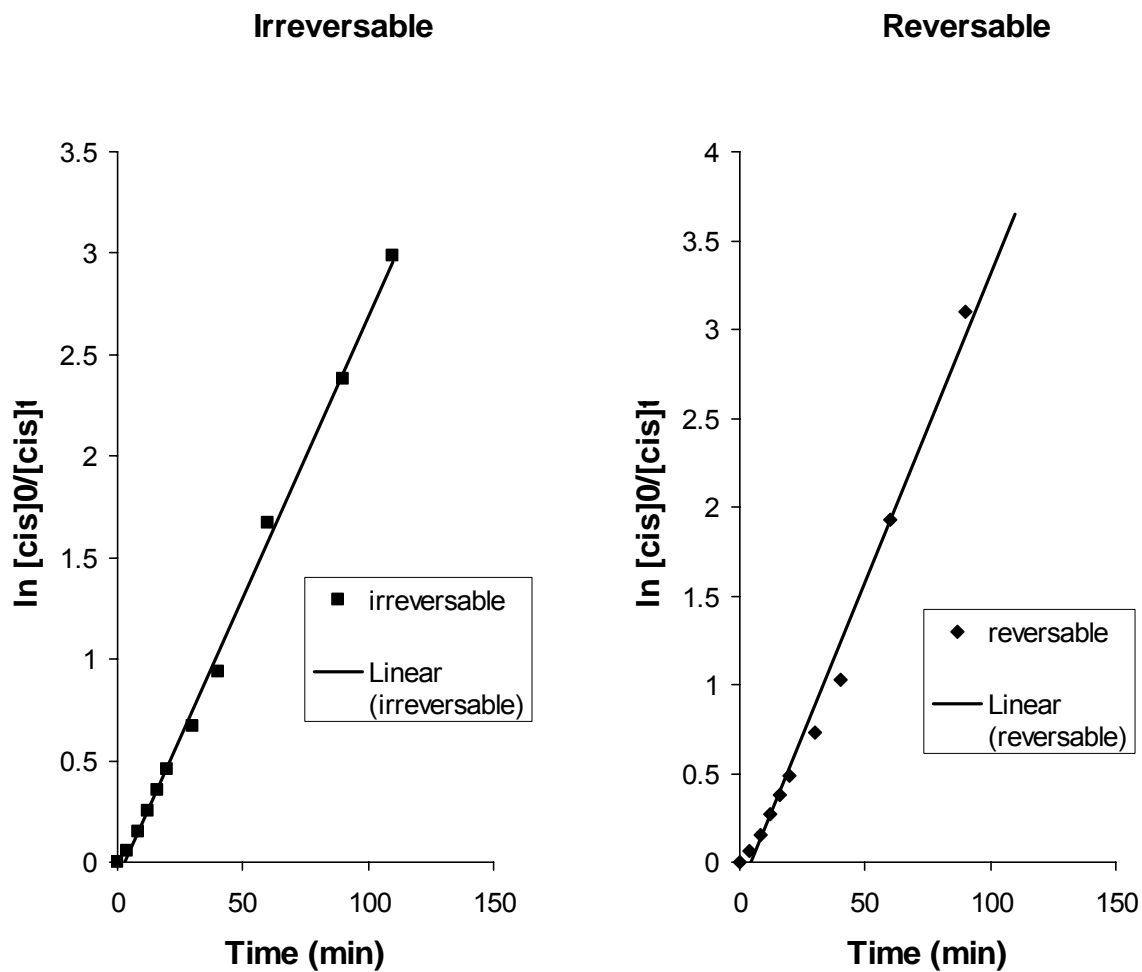 Irreversable
3.5
3
2.5
2
1.5
1
0.5
0
0
50
100
150
ln [cis]0/[cis]t
Time (min)
irreversable
Linear
(irreversable)
Reversable
4
3.5
3
2.5
2
1.5
1
0.5
0
0
50
100
150
ln [cis]0/[cis]t
Time (min)
reversable
Linear
(reversable)